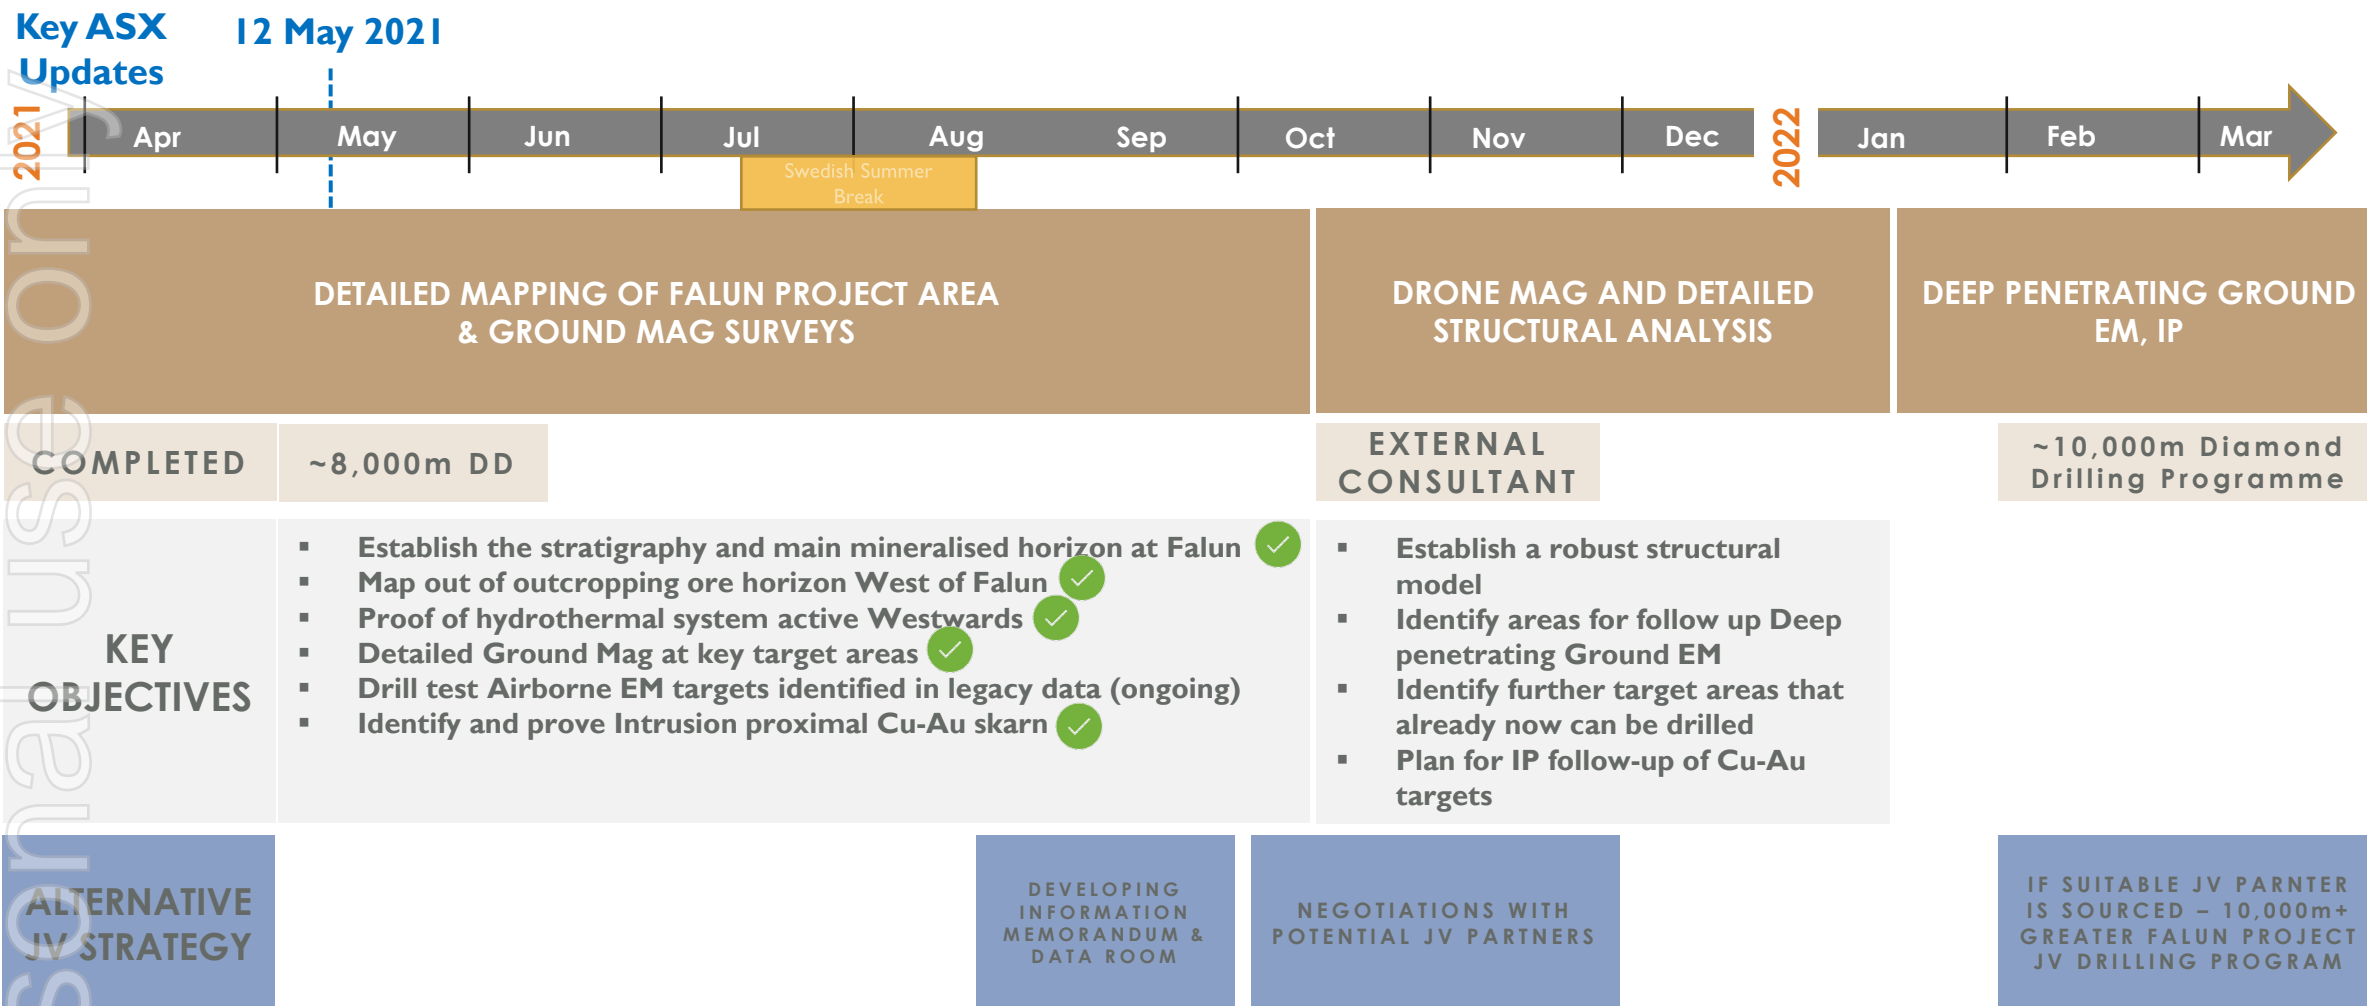 Key ASX
Updates
12 May 2021
2021
Apr
May
Jun
Jul
Aug
Sep
Oct
Nov
Dec
2022
Jan
Feb
Mar
Swedish Summer
Break
DETAILED MAPPING OF FALUN PROJECT AREA
& GROUND MAG SURVEYS
DRONE MAG AND DETAILED
STRUCTURAL ANALYSIS
DEEP PENETRATING GROUND
EM, IP
COMPLETED
~8,000m DD
EXTERNAL
CONSULTANT
~10,000m Diamond
Drilling Programme
KEY
OBJECTIVES
▪ Establish the stratigraphy and main mineralised horizon at Falun
▪ Map out of outcropping ore horizon West of Falun
▪ Proof of hydrothermal system active Westwards
▪ Detailed Ground Mag at key target areas
▪ Drill test Airborne EM targets identified in legacy data (ongoing)
▪ Identify and prove Intrusion proximal Cu-Au skarn
▪ Establish a robust structural
model
▪ Identify areas for follow up Deep
penetrating Ground EM
▪ Identify further target areas that
already now can be drilled
▪ Plan for IP follow-up of Cu-Au
targets
ALTERNATIVE
JV STRATEGY
DEVELOPING
INFORMATION
MEMORANDUM &
DATA ROOM
NEGOTIATIONS WITH
POTENTIAL JV PARTNERS
IF SUITABLE JV PARNTER
IS SOURCED – 10,000m+
GREATER FALUN PROJECT
JV DRILLING PROGRAM
sonal use only